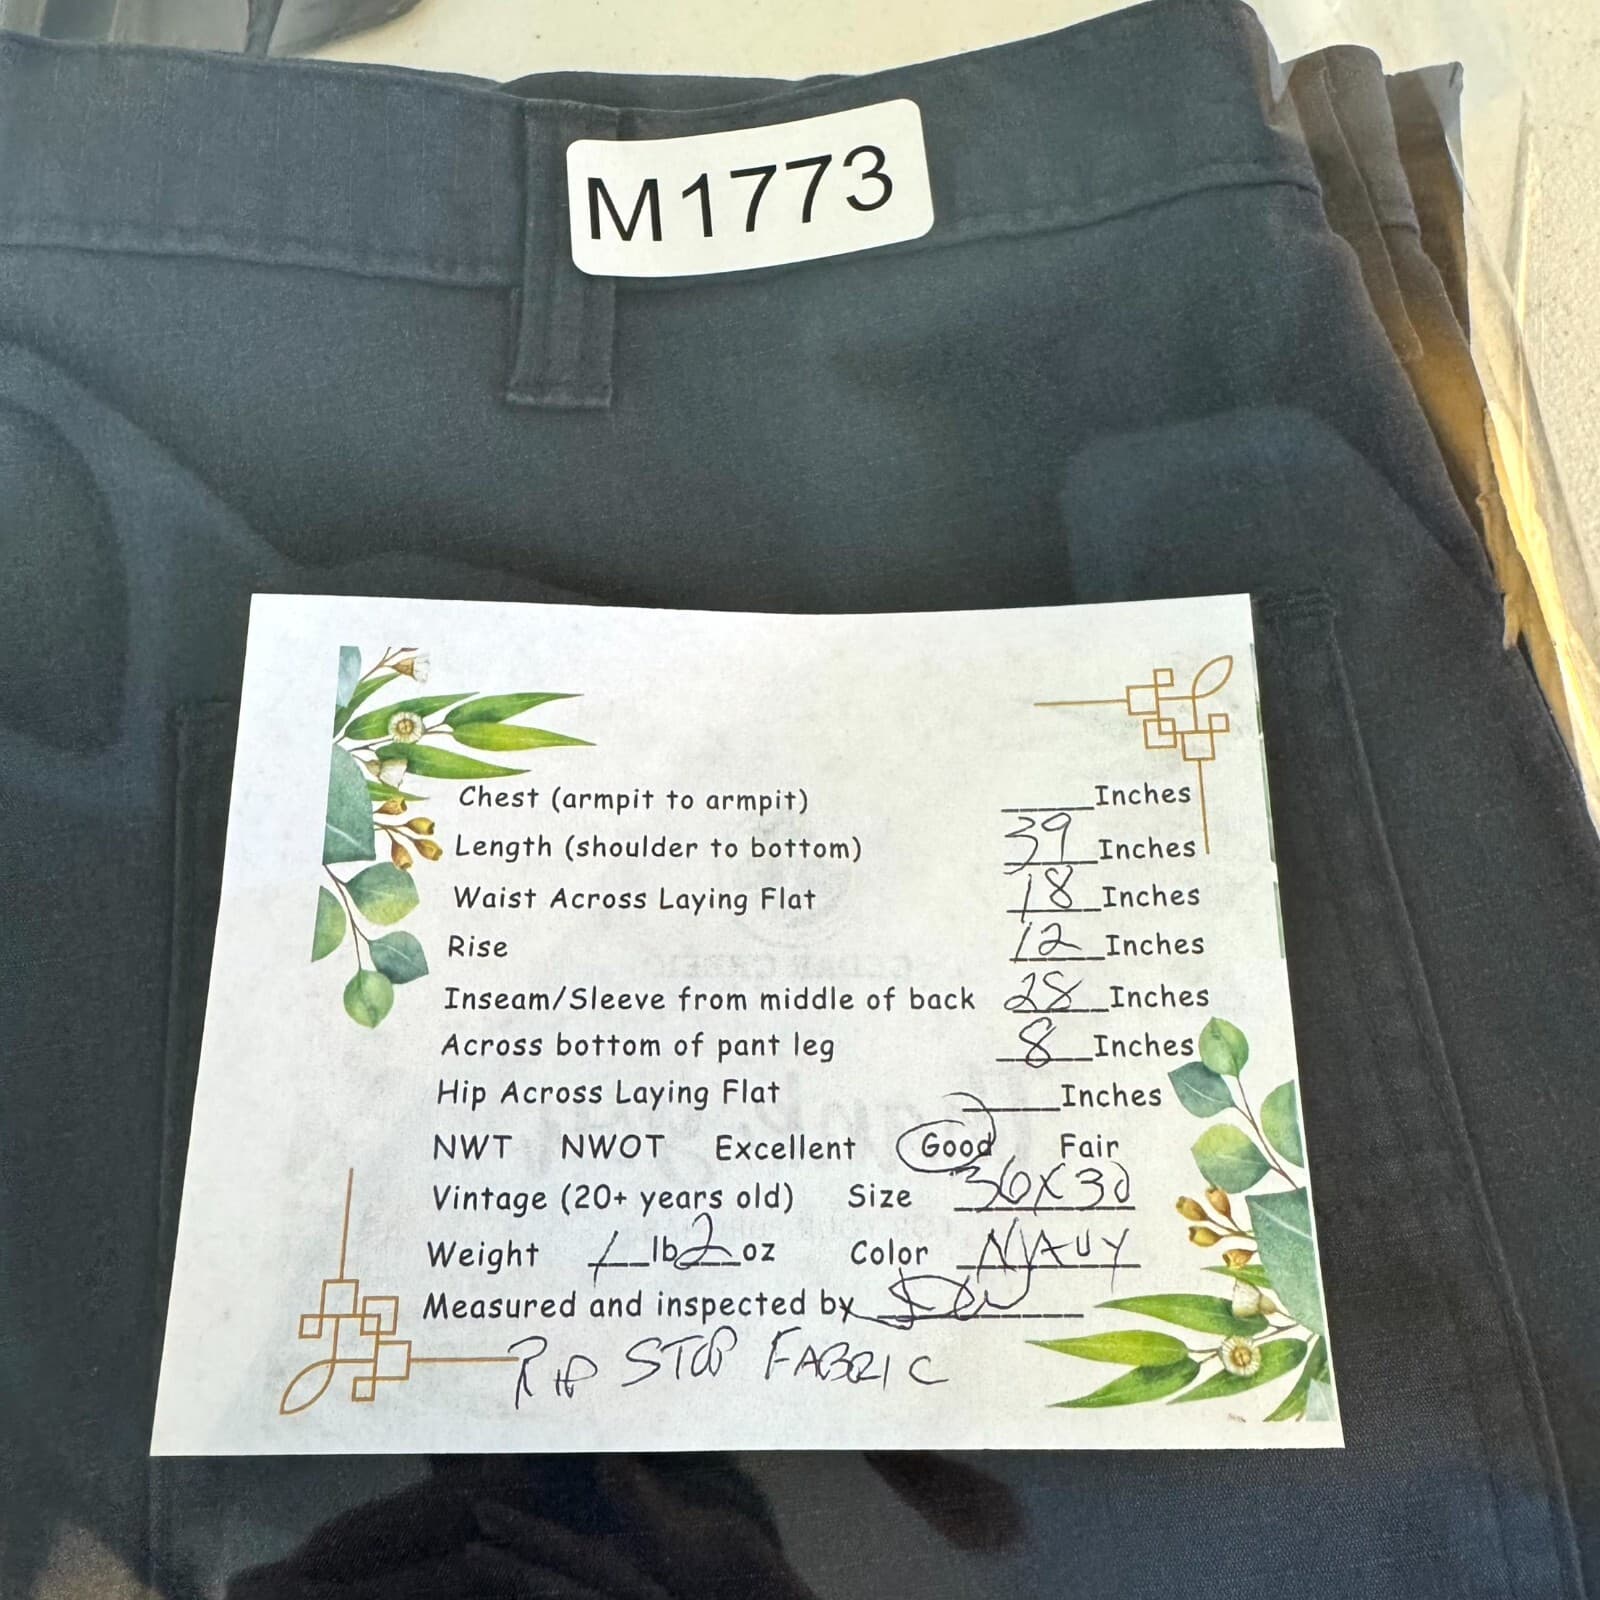 M1773
Chest (armpit to armpit) _____Inches
Length (shoulder to bottom) 39 Inches
Waist Across Laying Flat 18 Inches
Rise 12 Inches
Inseam/Sleeve from middle of back 28 Inches
Across bottom of pant leg 8 Inches
Hip Across Laying Flat _____Inches
NWT NWOT Excellent Good Fair
Vintage (20+ years old) Size 36X30
Weight 1 lb 2 oz Color NAVY
Measured and inspected by
RIP STOP FABRIC